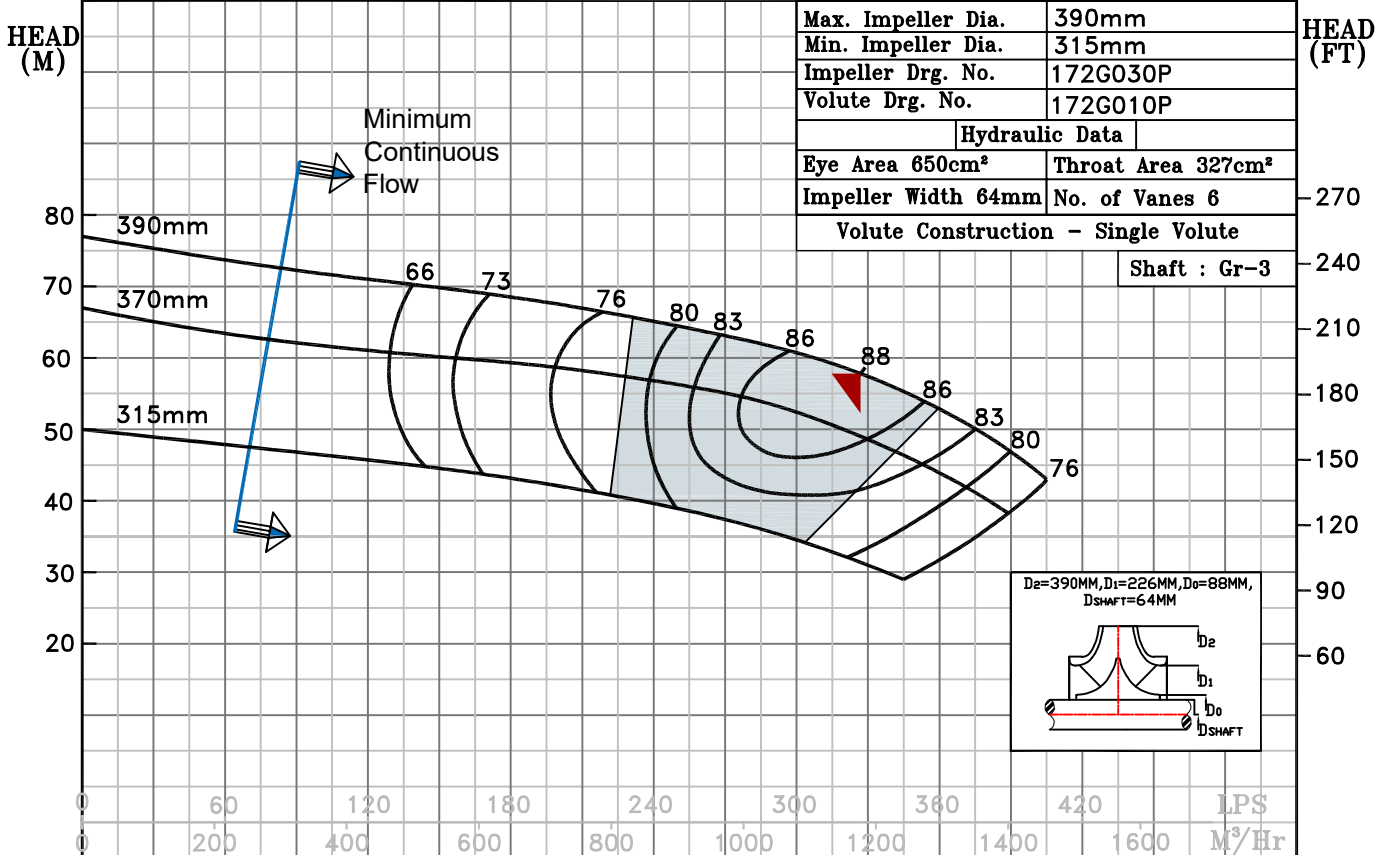 HEAD
(M)
Max. Impeller Dia. 390mm
Min. Impeller Dia. 315mm
Impeller Drg. No. 172G030P
Volute Drg. No. 172G010P
Hydraulic Data
Eye Area 650cm² Throat Area 327cm²
Impeller Width 64mm No. of Vanes 6
Volute Construction - Single Volute
Shaft : Gr-3
HEAD
(FT)
Minimum
Continuous
Flow
80
70
60
50
40
30
20
390mm
370mm
315mm
66
73
76
80
83
86
88
86
83
80
76
270
240
210
180
150
120
90
60
D2=390MM,D1=226MM,D0=88MM,
DSHAFT=64MM
D2
D1
D0
DSHAFT
0 60 120 180 240 300 360 420 LPS
0 200 400 600 800 1000 1200 1400 1600 M³/Hr